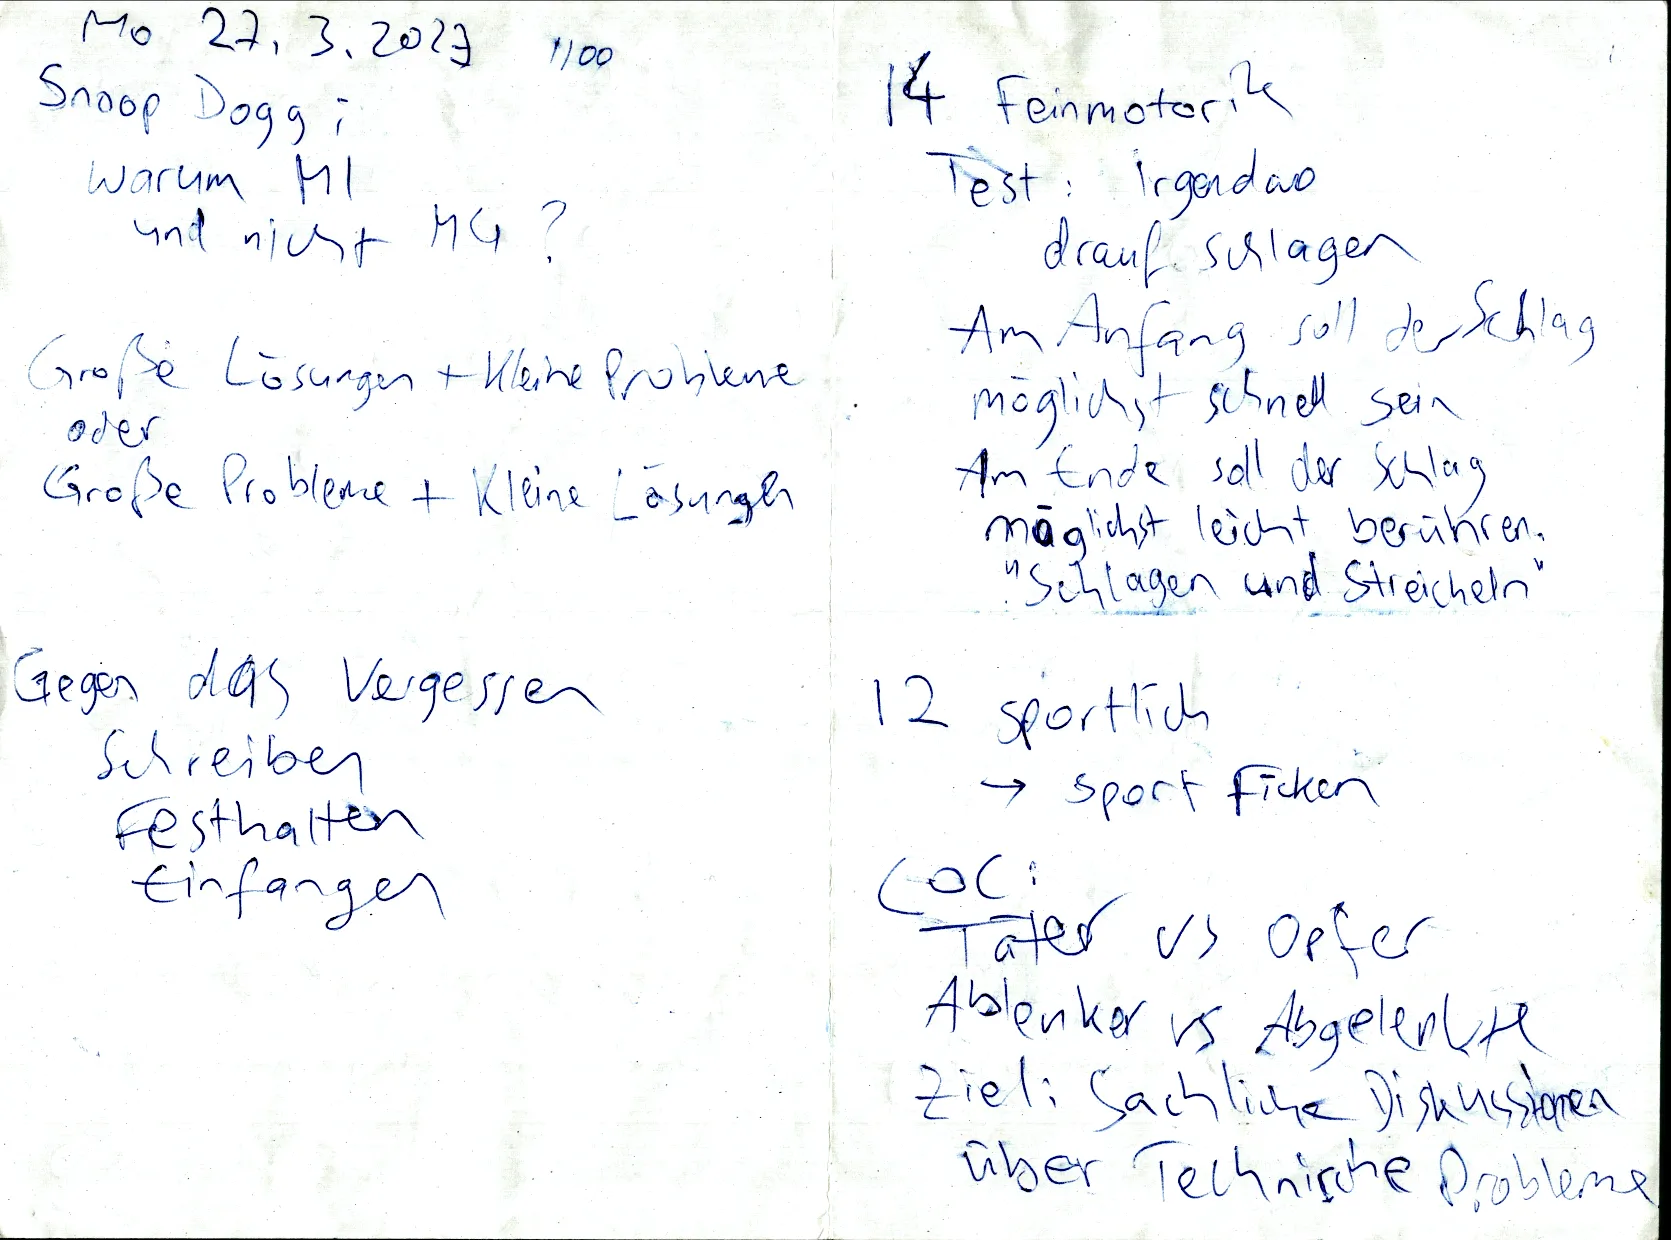 Mo 27.3.2023 1100
Snoop Dogg:
warum M1
und nicht M4?
Große Lösungen + Kleine Probleme
oder
Große Probleme + Kleine Lösungen
Gegen das Vergessen
Schreiben
Festhalten
Einfangen
14 Feinmotorik
Test: Irgendwo
drauf schlagen
Am Anfang soll der Schlag
möglichst schnell sein
Am Ende soll der Schlag
möglichst leicht berühren.
"Schlagen und Streicheln"
12 sportlich
→ sport Ficken
COC:
Täter vs Opfer
Ablenker vs Abgelenkte
Ziel: Sachliche Diskussionen
über Technische Probleme